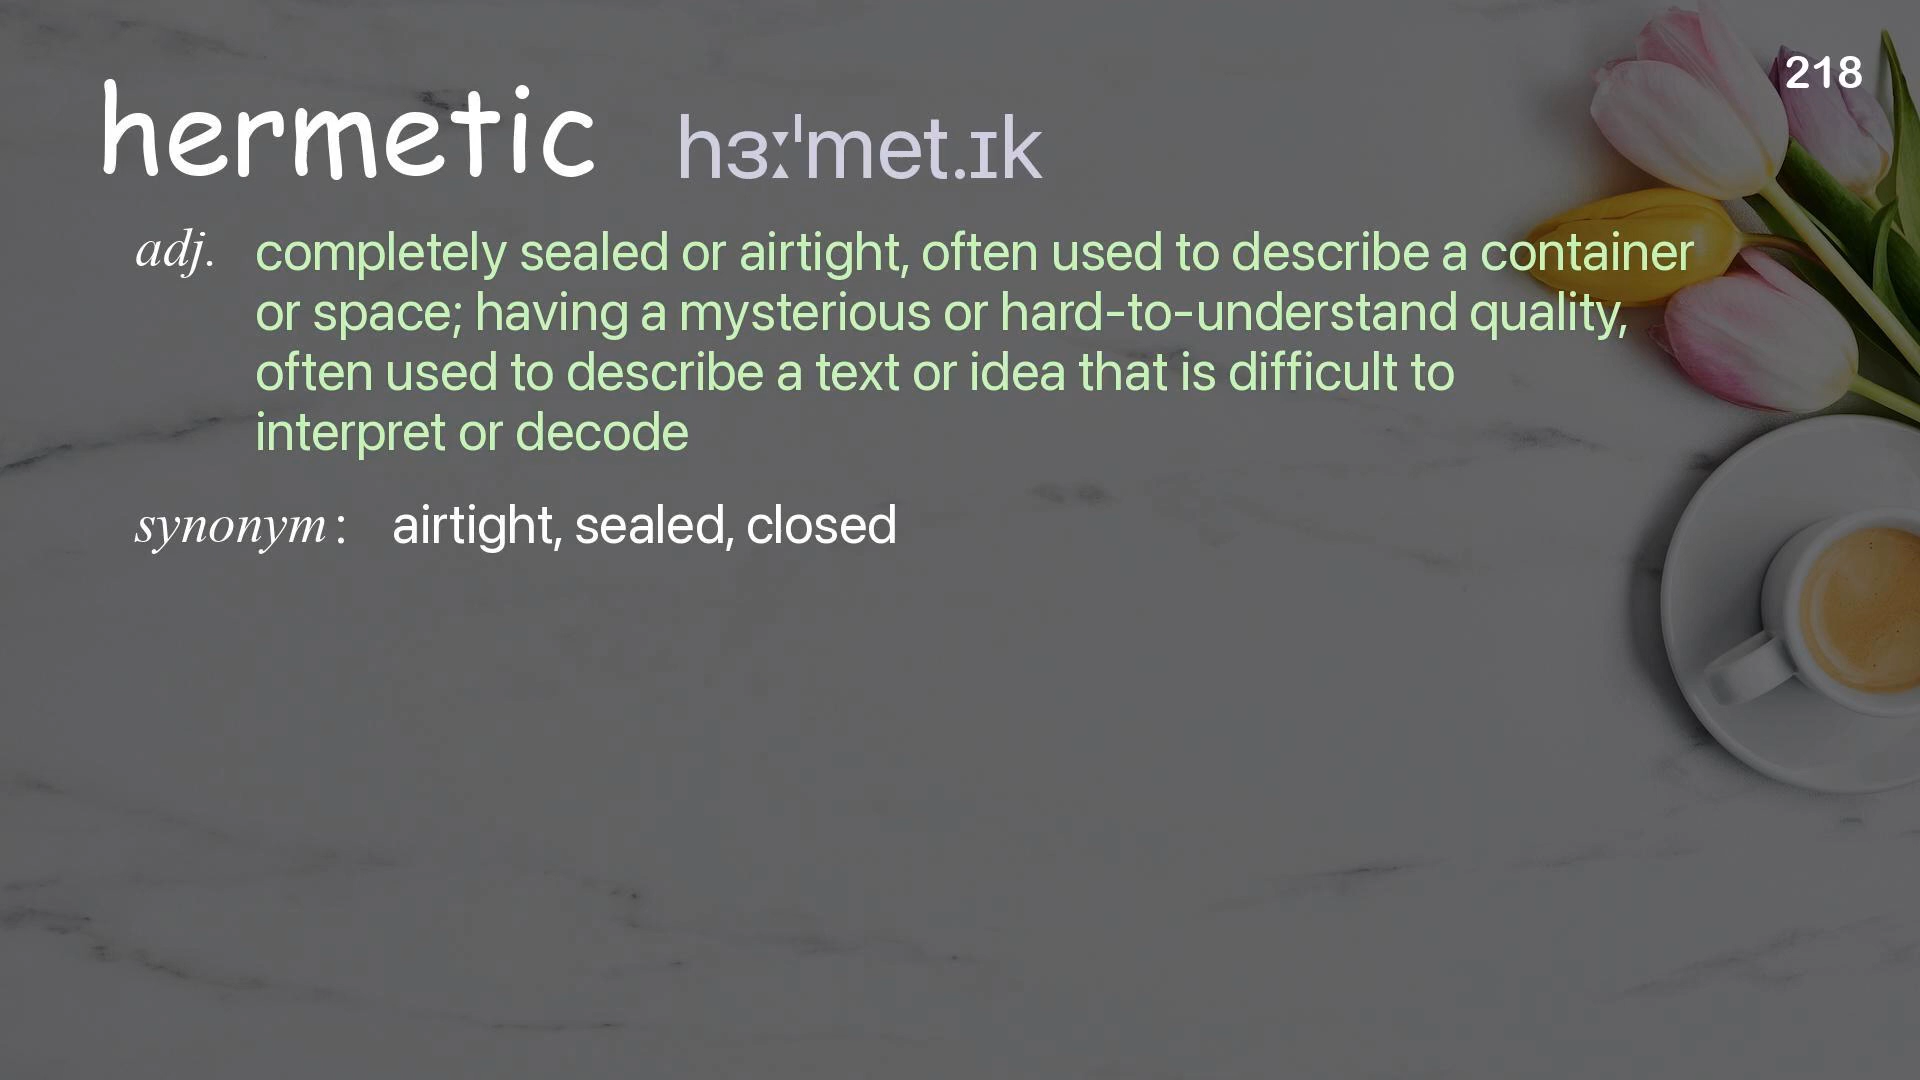 218
hermetic hɜːˈmet.ɪk
adj. completely sealed or airtight, often used to describe a container
or space; having a mysterious or hard-to-understand quality,
often used to describe a text or idea that is difficult to
interpret or decode
synonym: airtight, sealed, closed